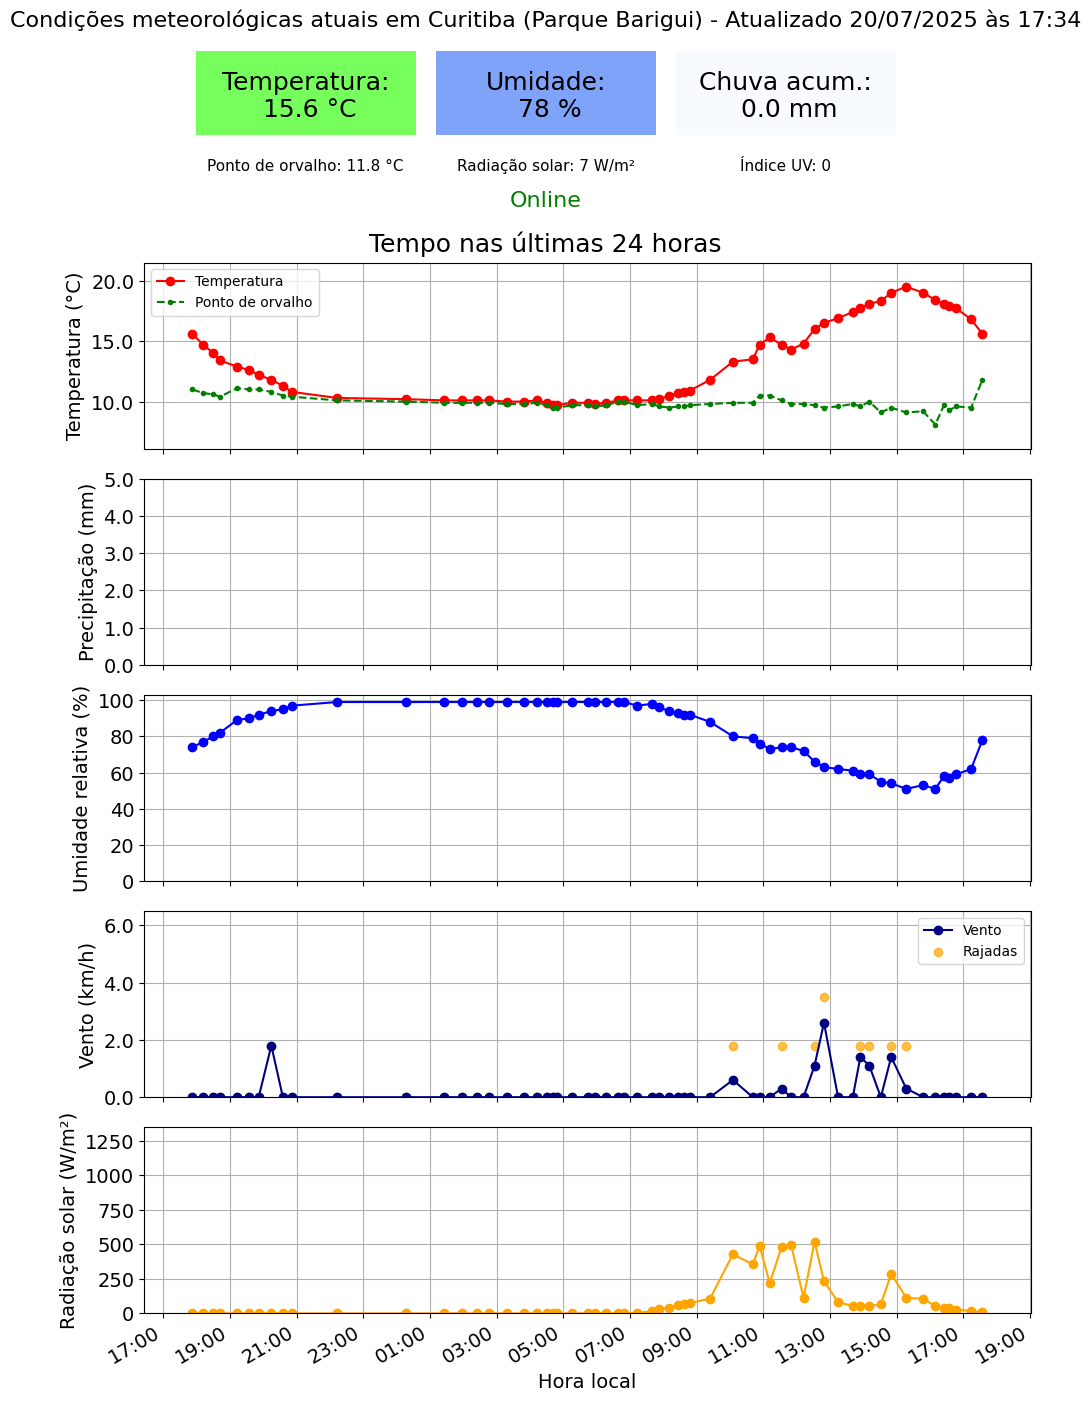 Condições meteorológicas atuais em Curitiba (Parque Barigui) - Atualizado 20/07/2025 às 17:34
Temperatura:
15.6 °C
Umidade:
78 %
Chuva acum.:
0.0 mm
Ponto de orvalho: 11.8 °C
Radiação solar: 7 W/m²
Índice UV: 0
Online
Tempo nas últimas 24 horas
Temperatura (°C)
20.0
15.0
10.0
Temperatura
Ponto de orvalho
Precipitação (mm)
5.0
4.0
3.0
2.0
1.0
0.0
Umidade relativa (%)
100
80
60
40
20
0
Vento (km/h)
6.0
4.0
2.0
0.0
Vento
Rajadas
Radiação solar (W/m²)
1250
1000
750
500
250
0
17:00
19:00
21:00
23:00
01:00
03:00
05:00
07:00
09:00
11:00
13:00
15:00
17:00
19:00
Hora local